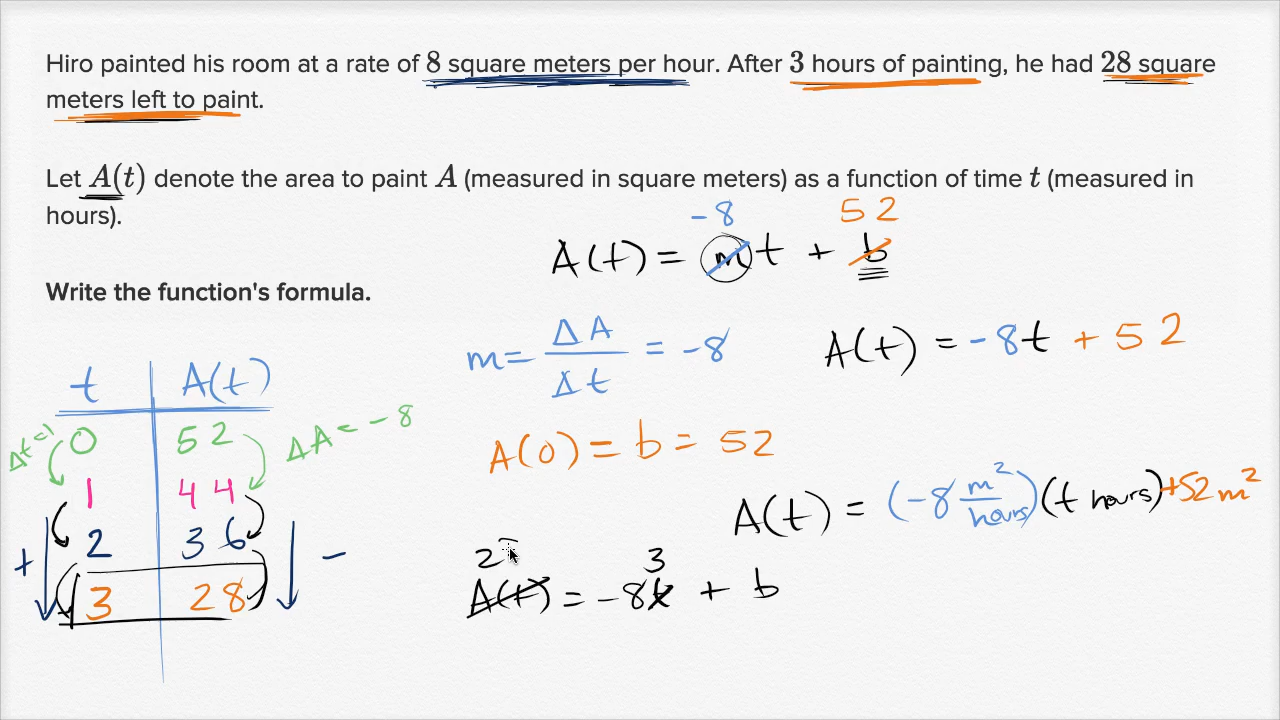 Hiro painted his room at a rate of 8 square meters per hour. After 3 hours of painting, he had 28 square
meters left to paint.
Let A(t) denote the area to paint A (measured in square meters) as a function of time t (measured in
hours).
-8 52
A(t) = mt + b
Write the function's formula.
m = ΔA/Δt = -8
A(t) = -8t + 52
t A(t)
0 52
Δt=1
ΔA = -8
A(0) = b = 52
1 44
A(t) = (-8 m²/hours)(t hours)+52 m²
2 36
+ -
2 3
A(t) = -8t + b
3 28